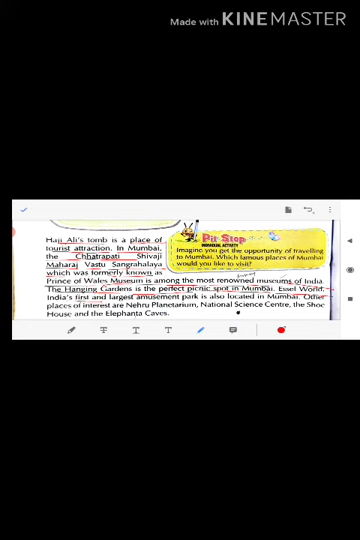 Made with KINEMASTER
Haji Ali's tomb is a place of
tourist attraction. In Mumbai,
the Chhatrapati Shivaji
Maharaj Vastu Sangrahalaya
which was formerly known as
Prince of Wales Museum is among the most renowned museums of India.
The Hanging Gardens is the perfect picnic spot in Mumbai. Essel World,
India's first and largest amusement park is also located in Mumbai. Other
places of interest are Nehru Planetarium, National Science Centre, the Shoe
House and the Elephanta Caves.
Pit Stop
Imagine you get the opportunity of travelling
to Mumbai. Which famous places of Mumbai
would you like to visit?